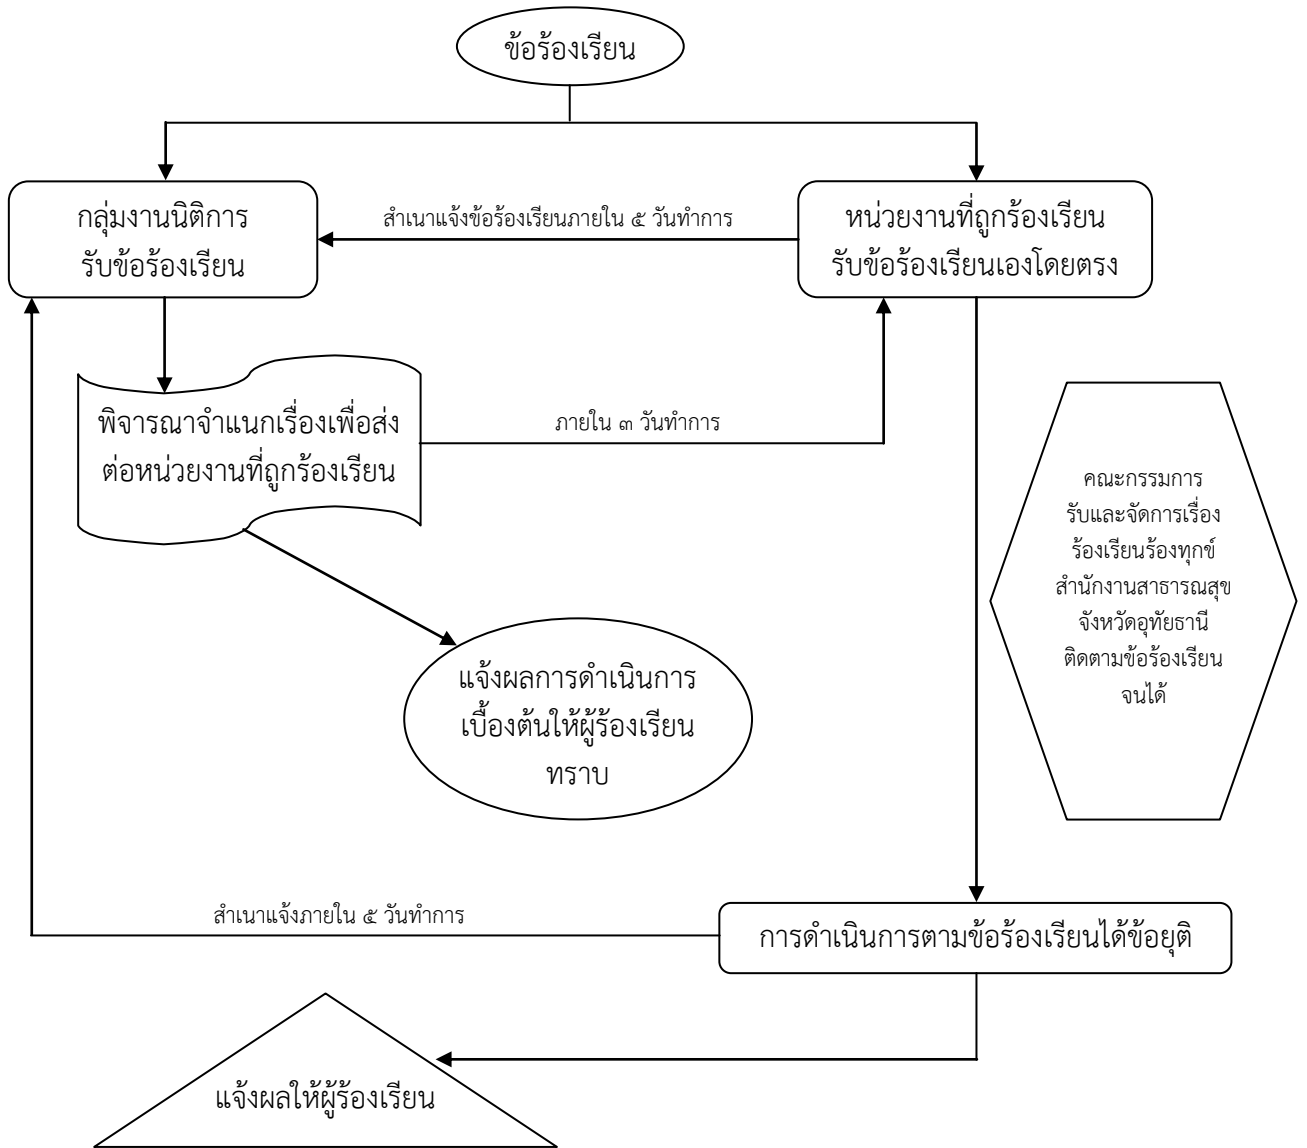 ข้อร้องเรียน
กลุ่มงานนิติการ
รับข้อร้องเรียน
สำเนาแจ้งข้อร้องเรียนภายใน ๕ วันทำการ
หน่วยงานที่ถูกร้องเรียน
รับข้อร้องเรียนเองโดยตรง
พิจารณาจำแนกเรื่องเพื่อส่ง
ต่อหน่วยงานที่ถูกร้องเรียน
ภายใน ๓ วันทำการ
คณะกรรมการ
รับและจัดการเรื่อง
ร้องเรียนร้องทุกข์
สำนักงานสาธารณสุข
จังหวัดอุทัยธานี
ติดตามข้อร้องเรียน
จนได้
แจ้งผลการดำเนินการ
เบื้องต้นให้ผู้ร้องเรียน
ทราบ
สำเนาแจ้งภายใน ๕ วันทำการ
การดำเนินการตามข้อร้องเรียนได้ข้อยุติ
แจ้งผลให้ผู้ร้องเรียน